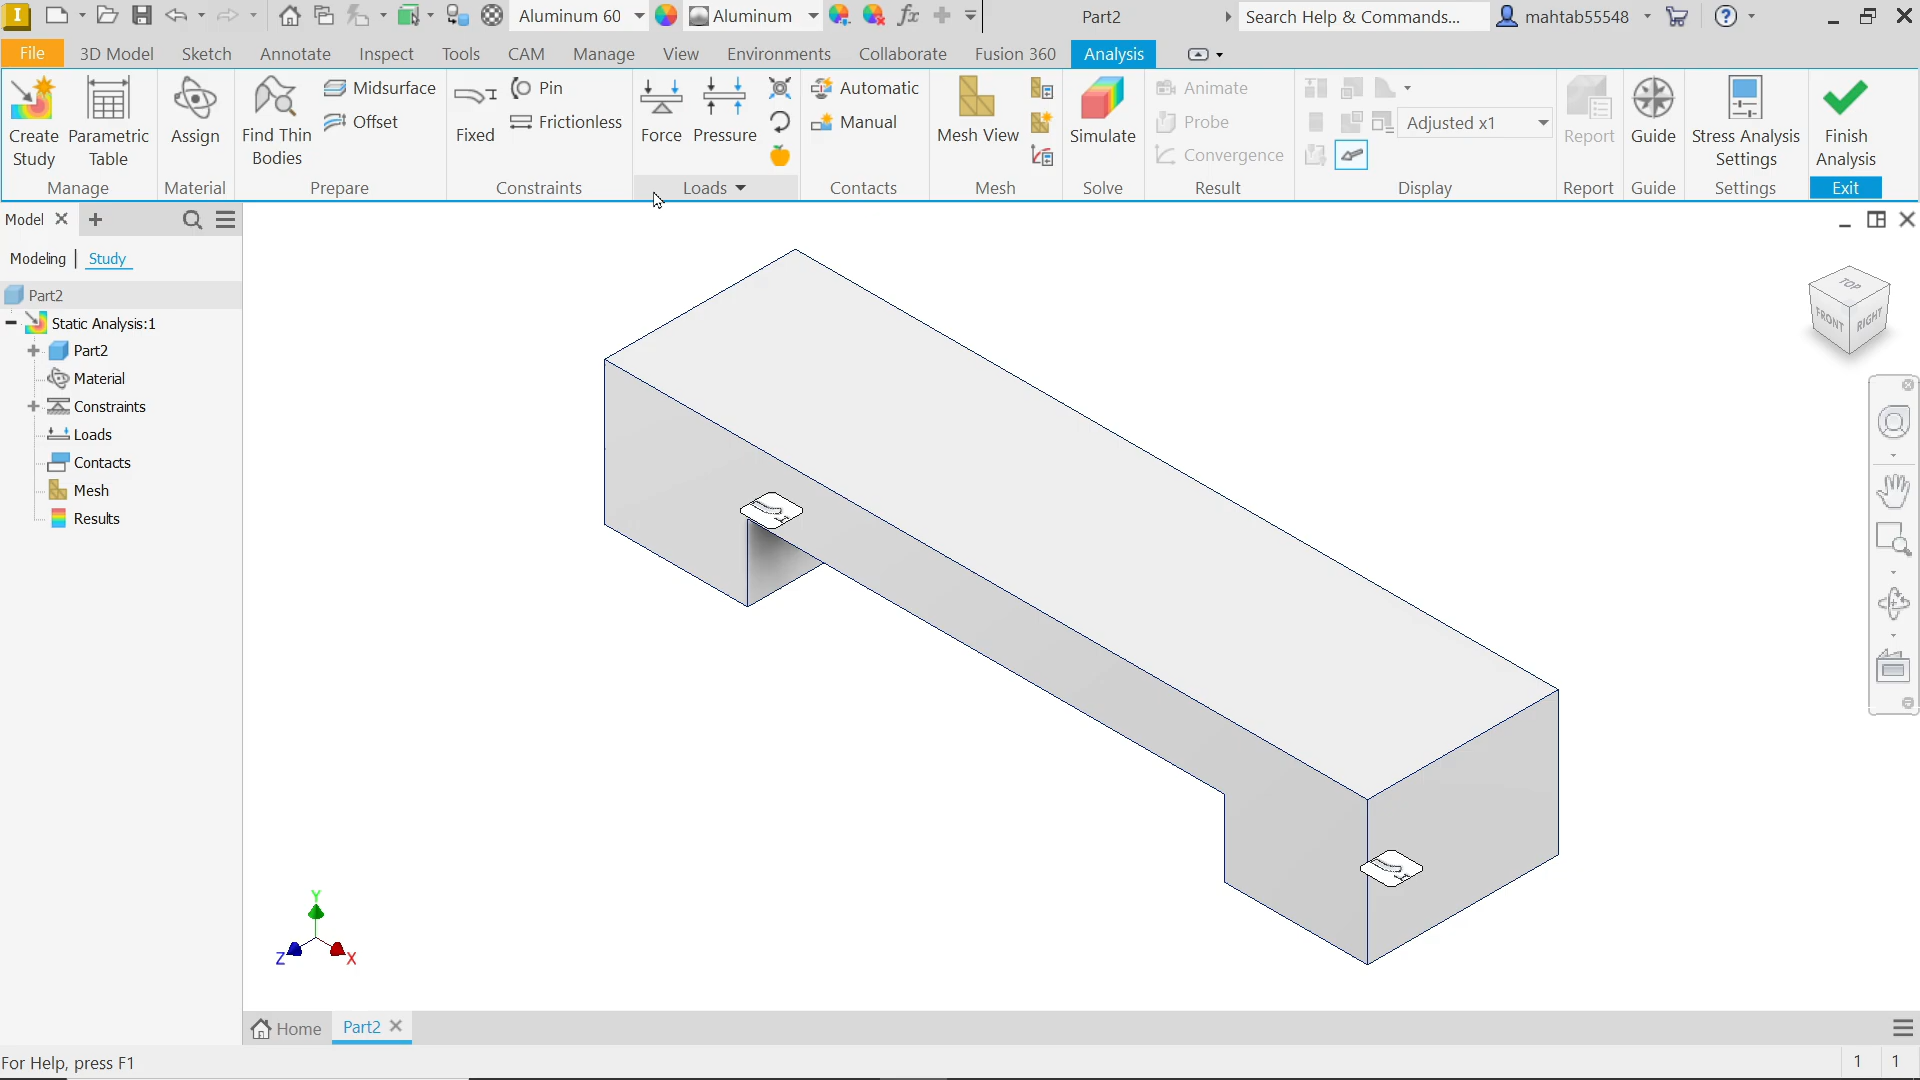 Aluminum 60
Aluminum
Part2
Search Help & Commands...
mahtab55548
File
3D Model
Sketch
Annotate
Inspect
Tools
CAM
Manage
View
Environments
Collaborate
Fusion 360
Analysis
Create Study
Parametric Table
Manage
Assign
Material
Find Thin Bodies
Midsurface
Offset
Prepare
Fixed
Pin
Frictionless
Constraints
Force
Pressure
Loads
Automatic
Manual
Contacts
Mesh View
Mesh
Simulate
Solve
Animate
Probe
Convergence
Result
Adjusted x1
Display
Report
Report
Guide
Guide
Stress Analysis Settings
Settings
Finish Analysis
Exit
Model
Modeling
Study
Part2
Static Analysis:1
Part2
Material
Constraints
Loads
Contacts
Mesh
Results
TOP
FRONT
RIGHT
Y
Z
X
Home
Part2
For Help, press F1
1
1